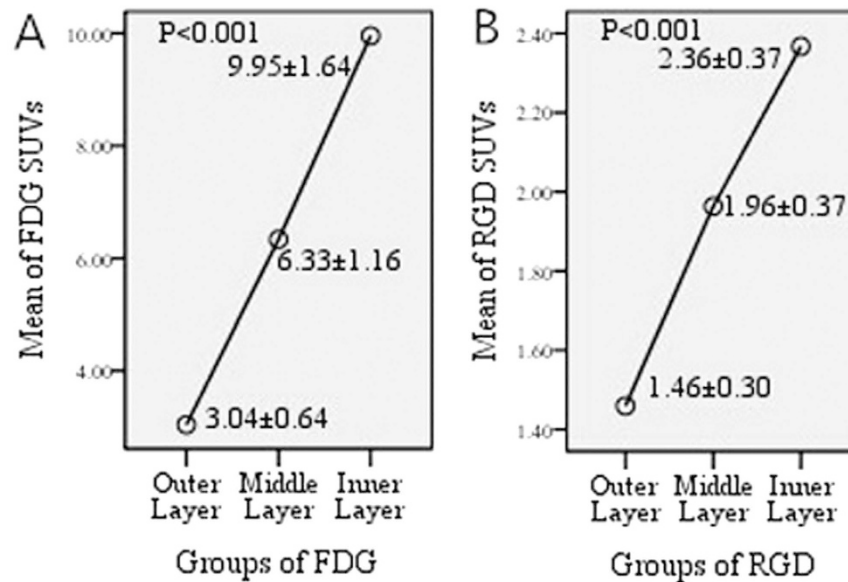 A
P<0.001
10.00
9.95±1.64
8.00
Mean of FDG SUVs
6.00
6.33±1.16
4.00
3.04±0.64
Outer Layer
Middle Layer
Inner Layer
Groups of FDG
B
P<0.001
2.40
2.36±0.37
2.20
Mean of RGD SUVs
2.00
1.96±0.37
1.80
1.60
1.46±0.30
1.40
Outer Layer
Middle Layer
Inner Layer
Groups of RGD